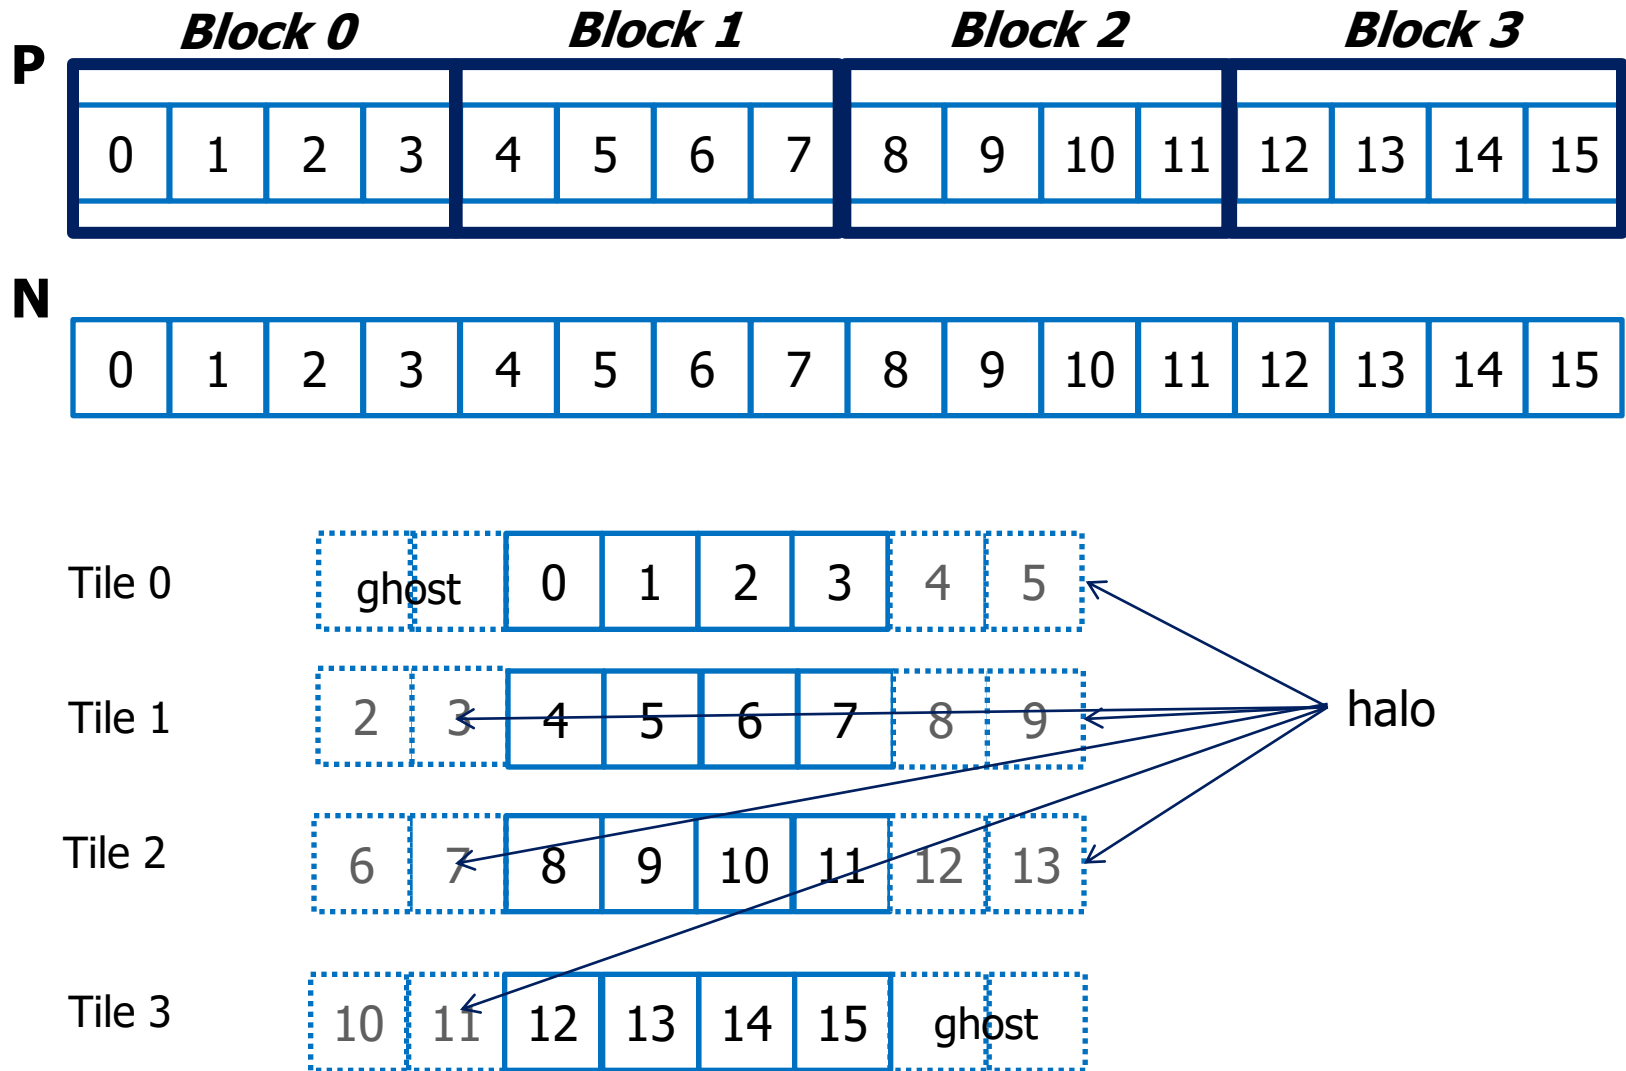 Block 0 Block 1 Block 2 Block 3
P
0 1 2 3 4 5 6 7 8 9 10 11 12 13 14 15
N
0 1 2 3 4 5 6 7 8 9 10 11 12 13 14 15
Tile 0 ghost 0 1 2 3 4 5
Tile 1 2 3 4 5 6 7 8 9 halo
Tile 2 6 7 8 9 10 11 12 13
Tile 3 10 11 12 13 14 15 ghost